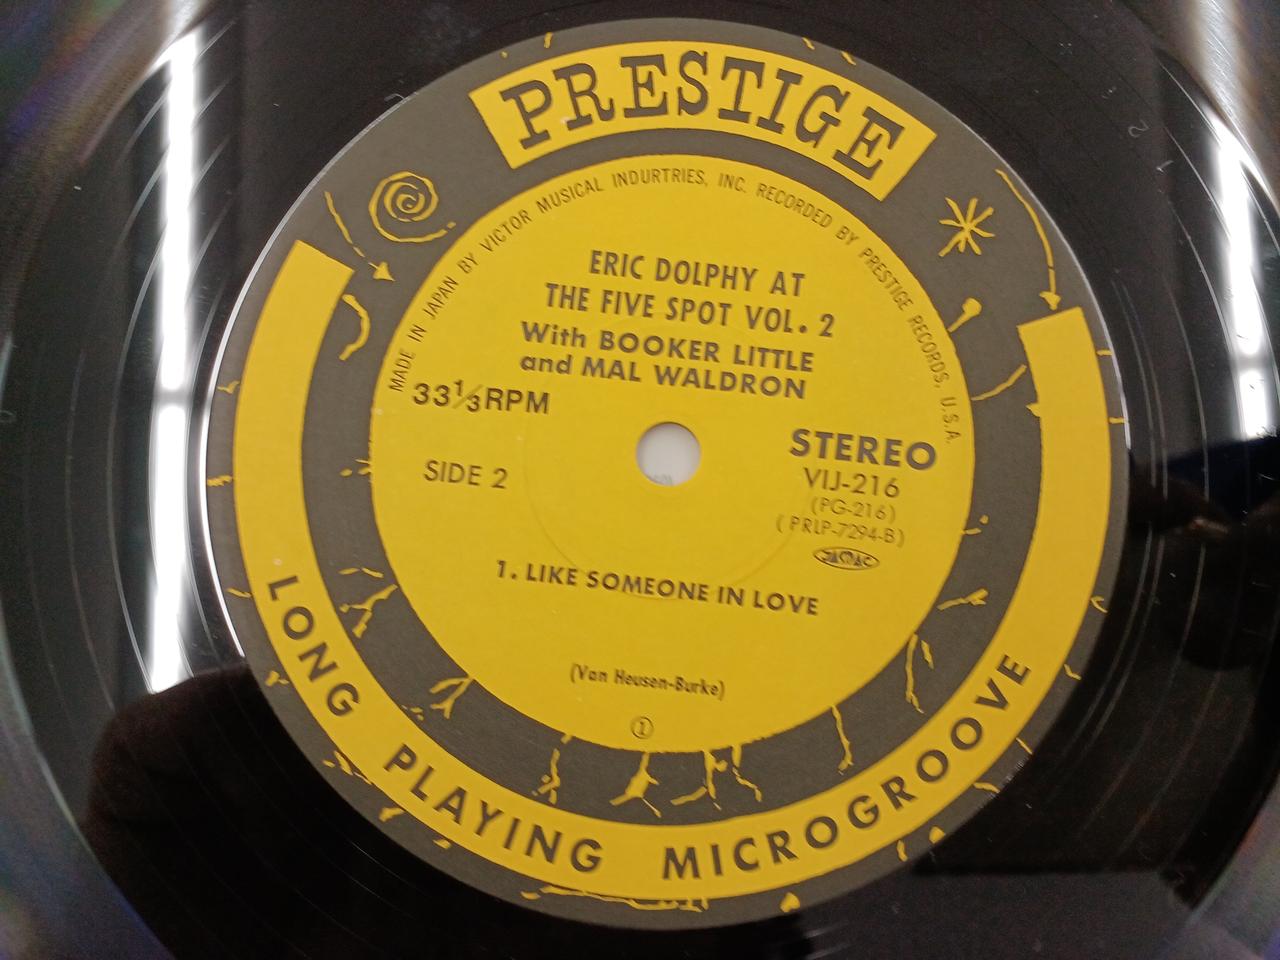 PRESTIGE
MADE IN JAPAN BY VICTOR MUSICAL INDURTRIES, INC. RECORDED BY PRESTIGE RECORDS, U.S.A.
ERIC DOLPHY AT
THE FIVE SPOT VOL. 2
With BOOKER LITTLE
and MAL WALDRON
33 1/3 RPM
STEREO
SIDE 2
VIJ-216
(PG-216)
(PRLP-7294-B)
JASRAC
1. LIKE SOMEONE IN LOVE
(Van Heusen-Burke)
①
LONG PLAYING MICROGROOVE